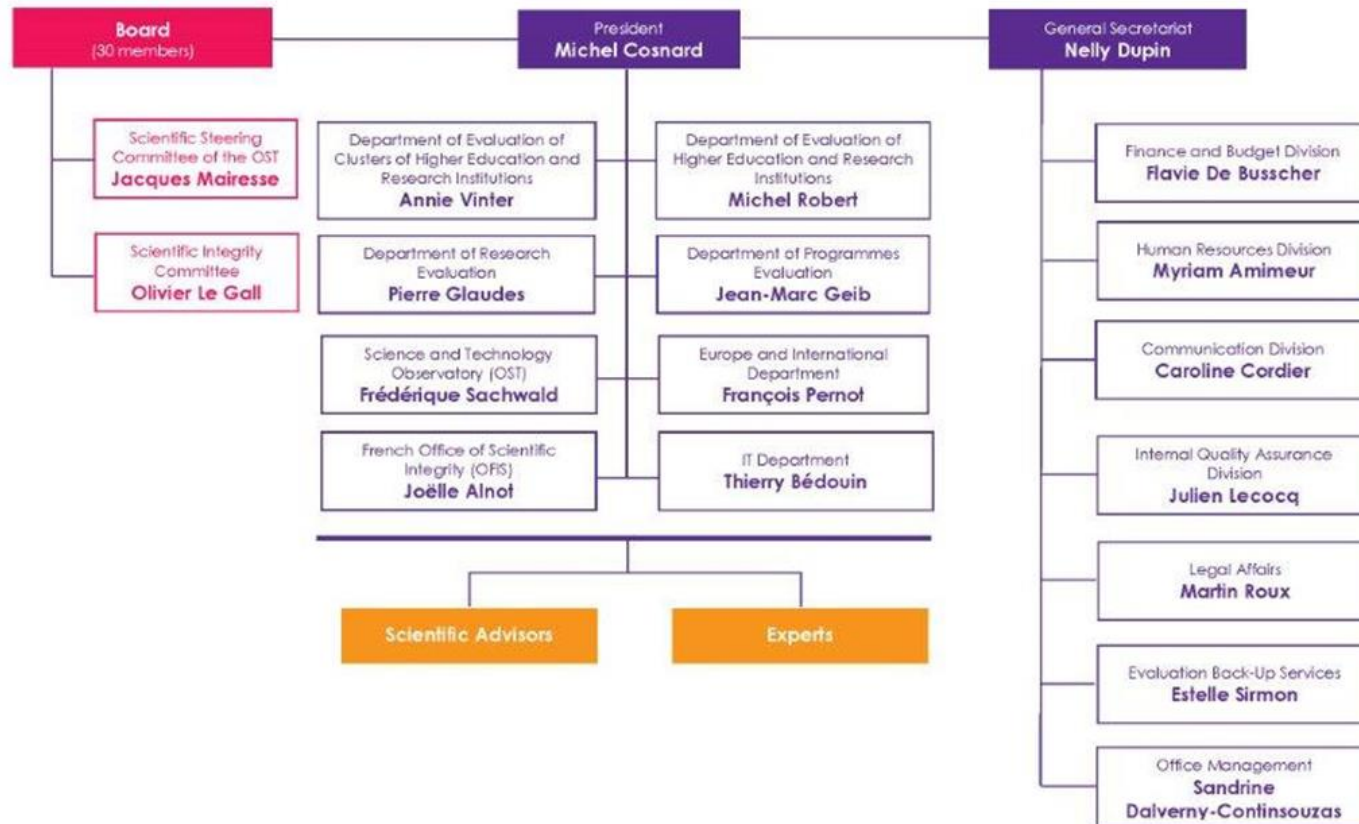 Board
(30 members)
President
Michel Cosnard
General Secretariat
Nelly Dupin
Scientific Steering
Committee of the OST
Jacques Mairesse
Scientific Integrity
Committee
Olivier Le Gall
Department of Evaluation of
Clusters of Higher Education and
Research Institutions
Annie Vinter
Department of Evaluation of
Higher Education and Research
Institutions
Michel Robert
Department of Research
Evaluation
Pierre Glaudes
Department of Programmes
Evaluation
Jean-Marc Geib
Science and Technology
Observatory (OST)
Frédérique Sachwald
Europe and International
Department
François Pernot
French Office of Scientific
Integrity (OFIS)
Joëlle Alnot
IT Department
Thierry Bédouin
Scientific Advisors
Experts
Finance and Budget Division
Flavie De Busscher
Human Resources Division
Myriam Amimeur
Communication Division
Caroline Cordier
Internal Quality Assurance
Division
Julien Lecocq
Legal Affairs
Martin Roux
Evaluation Back-Up Services
Estelle Sirmon
Office Management
Sandrine
Dalverny-Continsouzas